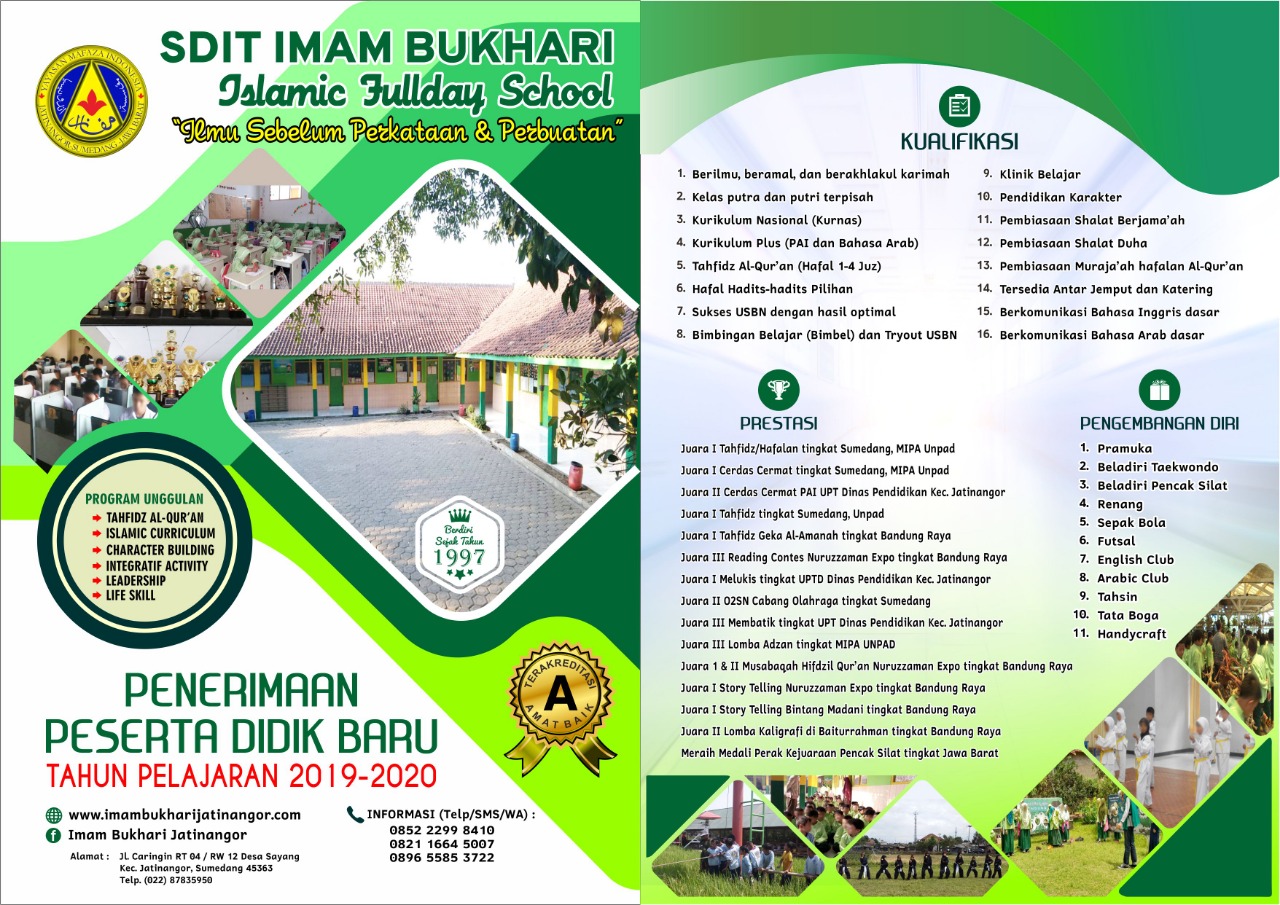 YAYASAN MAFAZA INDONESIA
JATINANGOR SUMEDANG - JAWA BARAT
SDIT IMAM BUKHARI
Islamic Fullday School
"Ilmu Sebelum Perkataan & Perbuatan"
PROGRAM UNGGULAN
TAHFIDZ AL-QUR'AN
ISLAMIC CURRICULUM
CHARACTER BUILDING
INTEGRATIF ACTIVITY
LEADERSHIP
LIFE SKILL
Berdiri
Sejak Tahun
1997
TERAKREDITASI
A
AMAT BAIK
PENERIMAAN
PESERTA DIDIK BARU
TAHUN PELAJARAN 2019-2020
www.imambukharijatinangor.com
Imam Bukhari Jatinangor
Alamat : Jl. Caringin RT 04 / RW 12 Desa Sayang
Kec. Jatinangor, Sumedang 45363
Telp. (022) 87835950
INFORMASI (Telp/SMS/WA) :
0852 2299 8410
0821 1664 5007
0896 5585 3722
KUALIFIKASI
1. Berilmu, beramal, dan berakhlakul karimah
2. Kelas putra dan putri terpisah
3. Kurikulum Nasional (Kurnas)
4. Kurikulum Plus (PAI dan Bahasa Arab)
5. Tahfidz Al-Qur'an (Hafal 1-4 Juz)
6. Hafal Hadits-hadits Pilihan
7. Sukses USBN dengan hasil optimal
8. Bimbingan Belajar (Bimbel) dan Tryout USBN
9. Klinik Belajar
10. Pendidikan Karakter
11. Pembiasaan Shalat Berjama'ah
12. Pembiasaan Shalat Duha
13. Pembiasaan Muraja'ah hafalan Al-Qur'an
14. Tersedia Antar Jemput dan Katering
15. Berkomunikasi Bahasa Inggris dasar
16. Berkomunikasi Bahasa Arab dasar
PRESTASI
Juara I Tahfidz/Hafalan tingkat Sumedang, MIPA Unpad
Juara I Cerdas Cermat tingkat Sumedang, MIPA Unpad
Juara II Cerdas Cermat PAI UPT Dinas Pendidikan Kec. Jatinangor
Juara I Tahfidz tingkat Sumedang, Unpad
Juara I Tahfidz Geka Al-Amanah tingkat Bandung Raya
Juara III Reading Contes Nuruzzaman Expo tingkat Bandung Raya
Juara I Melukis tingkat UPTD Dinas Pendidikan Kec. Jatinangor
Juara II O2SN Cabang Olahraga tingkat Sumedang
Juara III Membatik tingkat UPT Dinas Pendidikan Kec. Jatinangor
Juara III Lomba Adzan tingkat MIPA UNPAD
Juara 1 & II Musabaqah Hifdzil Qur'an Nuruzzaman Expo tingkat Bandung Raya
Juara I Story Telling Nuruzzaman Expo tingkat Bandung Raya
Juara I Story Telling Bintang Madani tingkat Bandung Raya
Juara II Lomba Kaligrafi di Baiturrahman tingkat Bandung Raya
Meraih Medali Perak Kejuaraan Pencak Silat tingkat Jawa Barat
PENGEMBANGAN DIRI
1. Pramuka
2. Beladiri Taekwondo
3. Beladiri Pencak Silat
4. Renang
5. Sepak Bola
6. Futsal
7. English Club
8. Arabic Club
9. Tahsin
10. Tata Boga
11. Handycraft